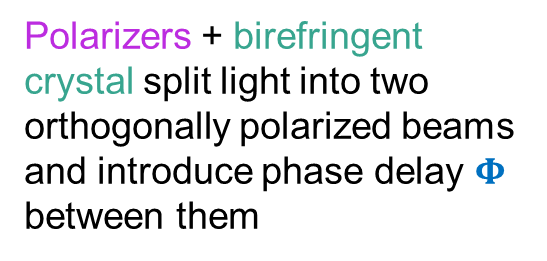 Polarizers + birefringent
crystal split light into two
orthogonally polarized beams
and introduce phase delay Φ
between them